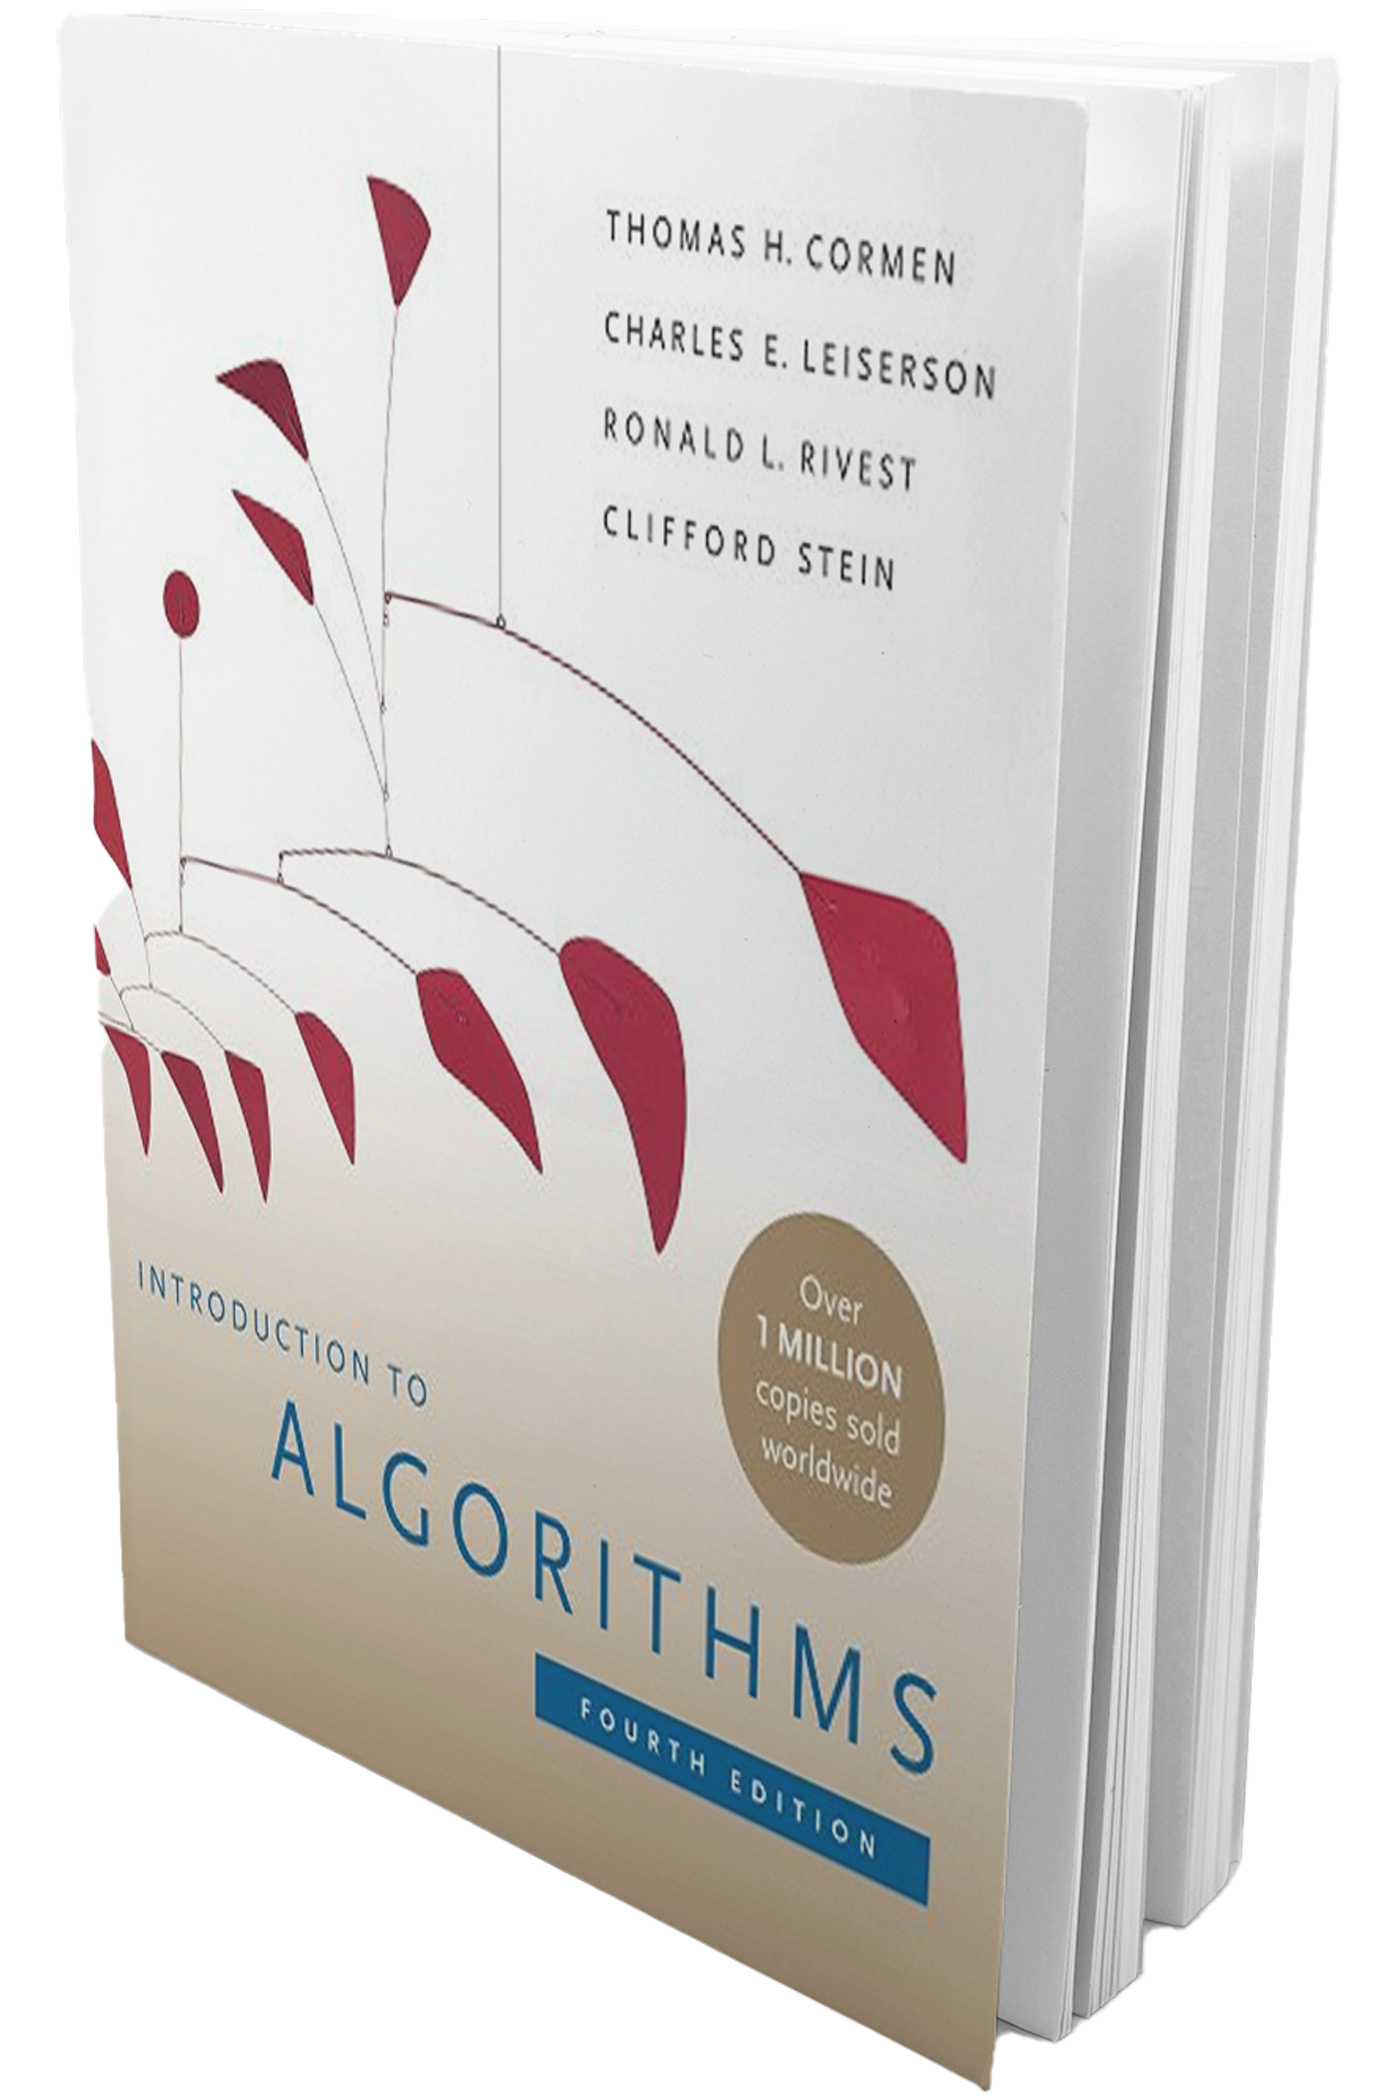 THOMAS H. CORMEN
CHARLES E. LEISERSON
RONALD L. RIVEST
CLIFFORD STEIN
INTRODUCTION TO
ALGORITHMS
FOURTH EDITION
Over
1 MILLION
copies sold
worldwide